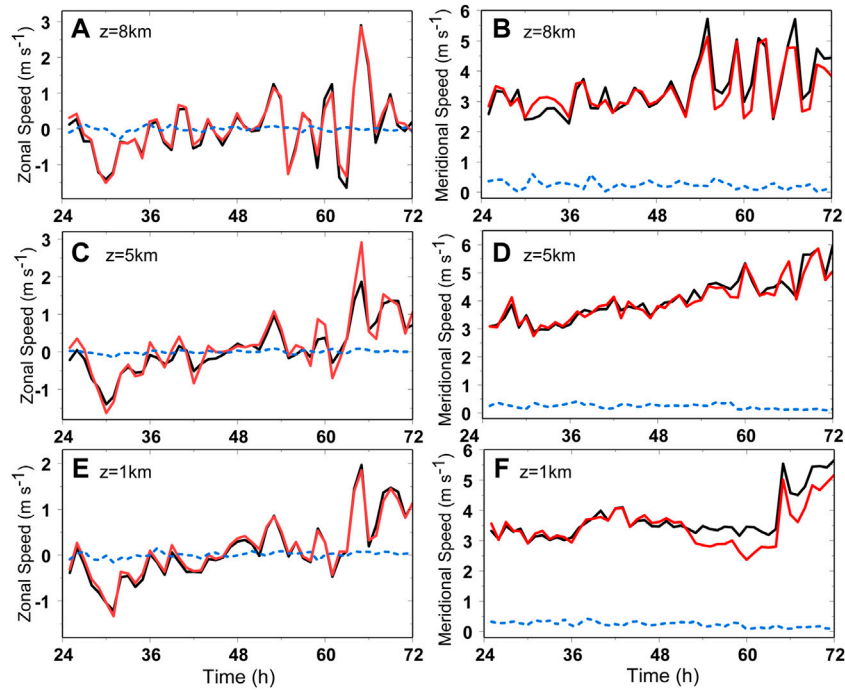 A z=8km
Zonal Speed (m s⁻¹)
3
2
1
0
-1
24 36 48 60 72
B z=8km
Meridional Speed (m s⁻¹)
6
5
4
3
2
1
0
24 36 48 60 72
C z=5km
Zonal Speed (m s⁻¹)
3
2
1
0
-1
24 36 48 60 72
D z=5km
Meridional Speed (m s⁻¹)
6
5
4
3
2
1
0
24 36 48 60 72
E z=1km
Zonal Speed (m s⁻¹)
2
1
0
-1
24 36 48 60 72
Time (h)
F z=1km
Meridional Speed (m s⁻¹)
6
5
4
3
2
1
0
24 36 48 60 72
Time (h)